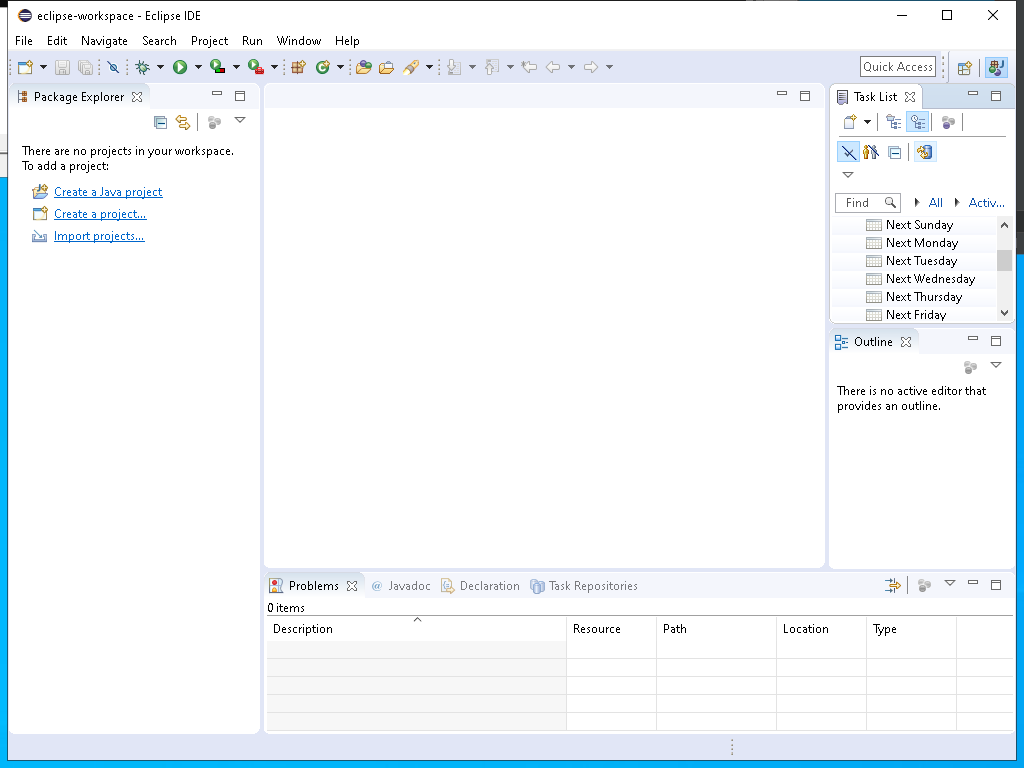 eclipse-workspace - Eclipse IDE
File Edit Navigate Search Project Run Window Help
Quick Access
Package Explorer
There are no projects in your workspace.
To add a project:
Create a Java project
Create a project...
Import projects...
Task List
Find All Activ...
Next Sunday
Next Monday
Next Tuesday
Next Wednesday
Next Thursday
Next Friday
Outline
There is no active editor that
provides an outline.
Problems @ Javadoc Declaration Task Repositories
0 items
Description Resource Path Location Type